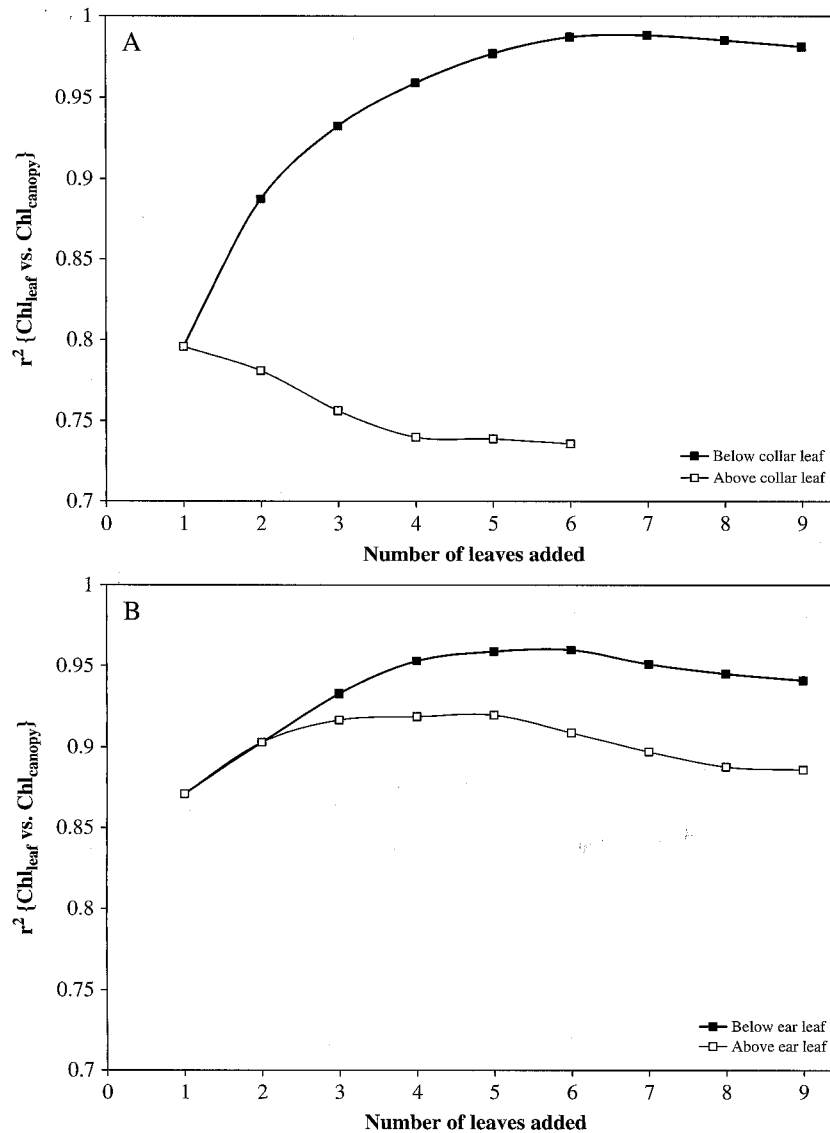 A
1
0.95
0.9
0.85
0.8
0.75
0.7
r² {Chl_leaf vs. Chl_canopy}
Below collar leaf
Above collar leaf
0 1 2 3 4 5 6 7 8 9
Number of leaves added
B
1
0.95
0.9
0.85
0.8
0.75
0.7
r² {Chl_leaf vs. Chl_canopy}
Below ear leaf
Above ear leaf
0 1 2 3 4 5 6 7 8 9
Number of leaves added